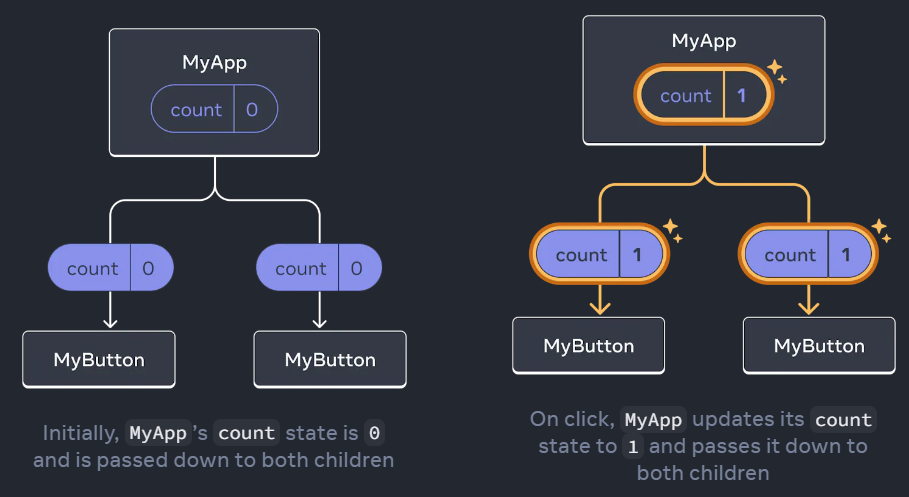 MyApp
count 0
count 0
count 0
MyButton
MyButton
Initially, MyApp's count state is 0
and is passed down to both children
MyApp
count 1
count 1
count 1
MyButton
MyButton
On click, MyApp updates its count
state to 1 and passes it down to
both children